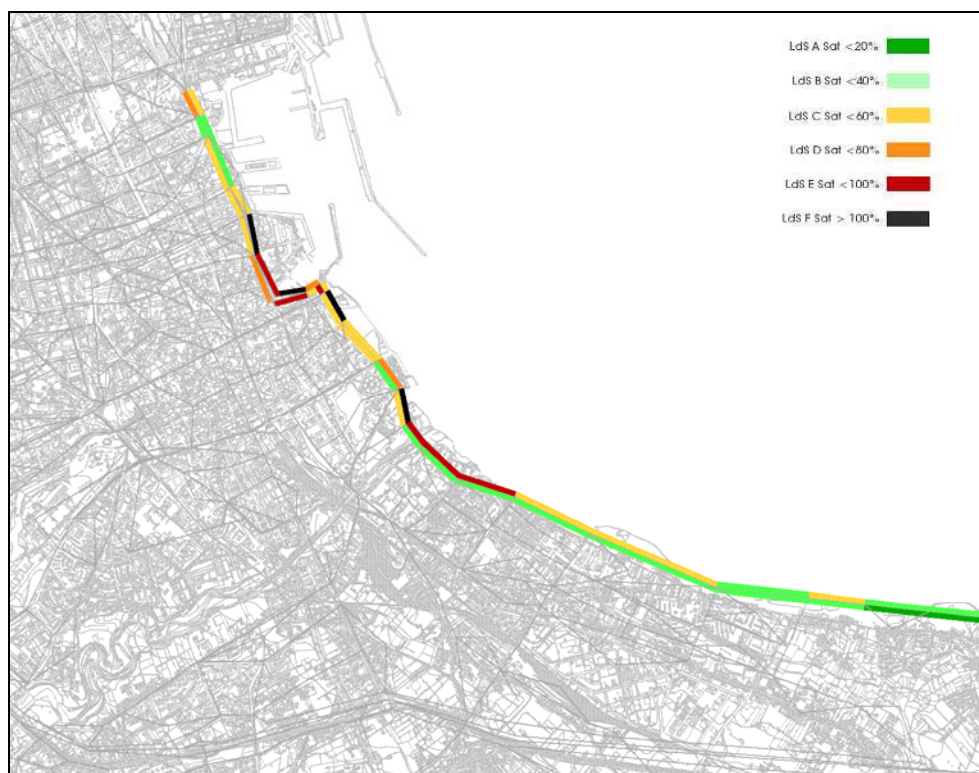 LdS A Sat <20%
LdS B Sat <40%
LdS C Sat <60%
LdS D Sat <80%
LdS E Sat <100%
LdS F Sat > 100%